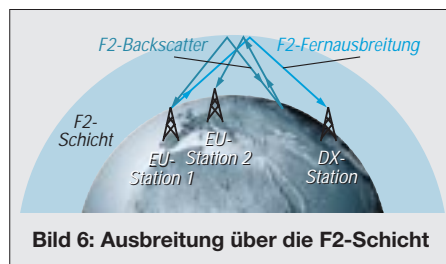 F2-Backscatter
F2-Fernausbreitung
F2-
Schicht
EU-
Station 1
EU-
Station 2
DX-
Station
Bild 6: Ausbreitung über die F2-Schicht